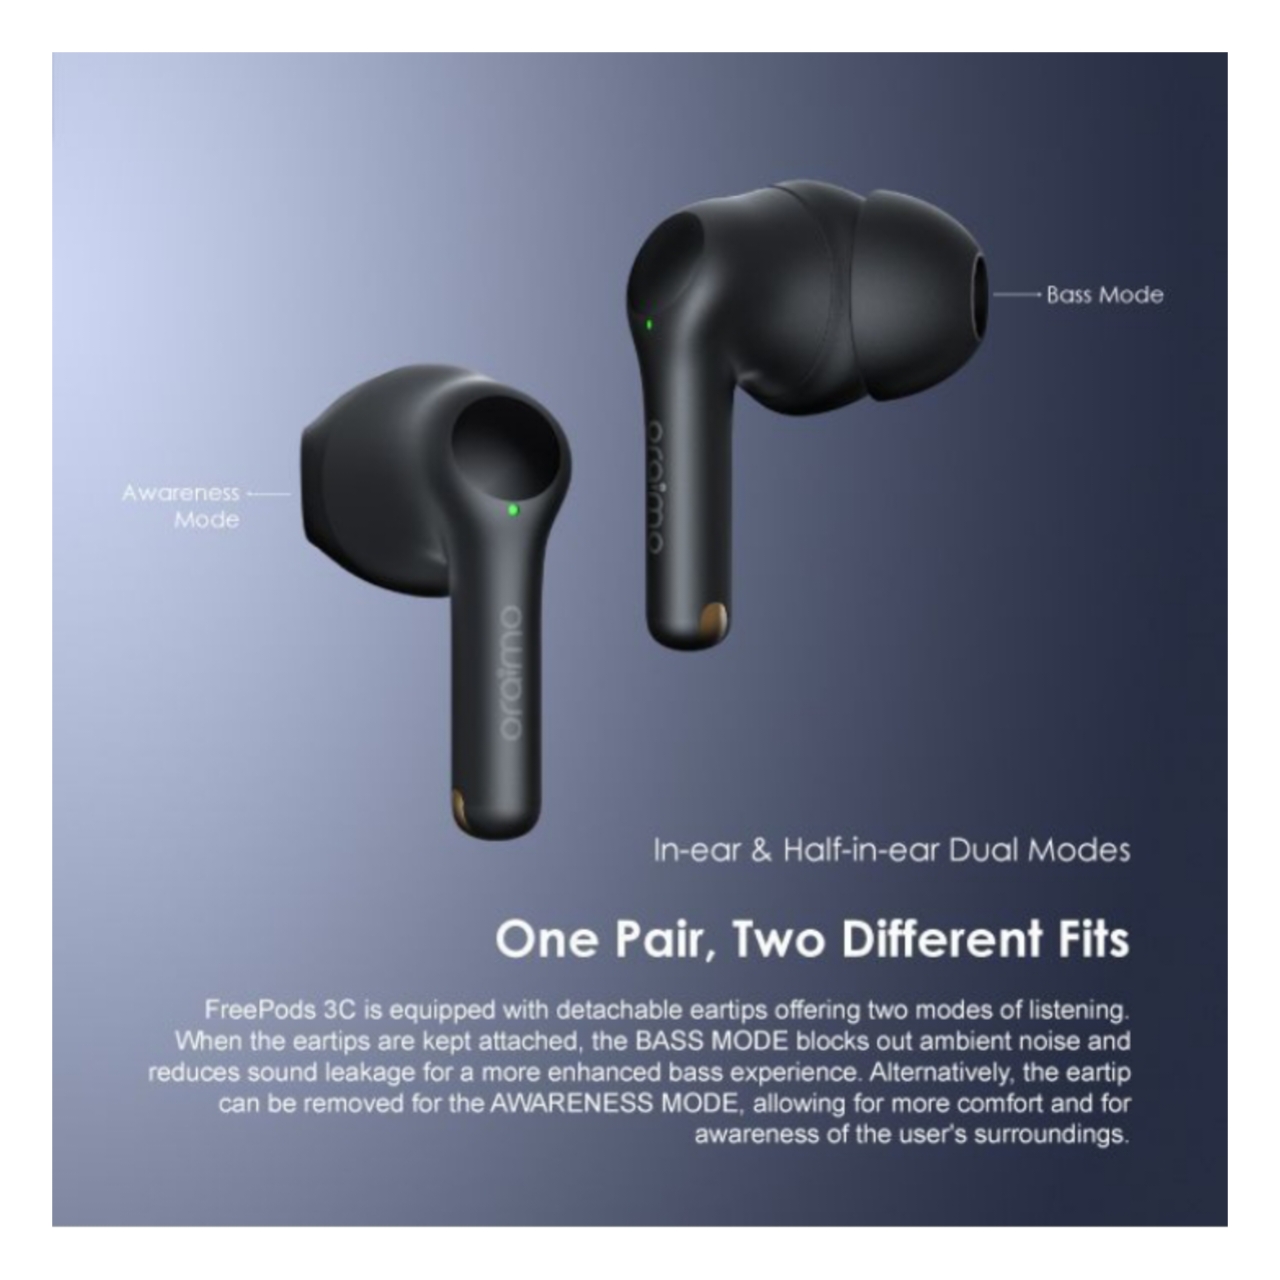 Bass Mode
oraimo
Awareness
Mode
oraimo
In-ear & Half-in-ear Dual Modes
One Pair, Two Different Fits
FreePods 3C is equipped with detachable eartips offering two modes of listening.
When the eartips are kept attached, the BASS MODE blocks out ambient noise and
reduces sound leakage for a more enhanced bass experience. Alternatively, the eartip
can be removed for the AWARENESS MODE, allowing for more comfort and for
awareness of the user's surroundings.